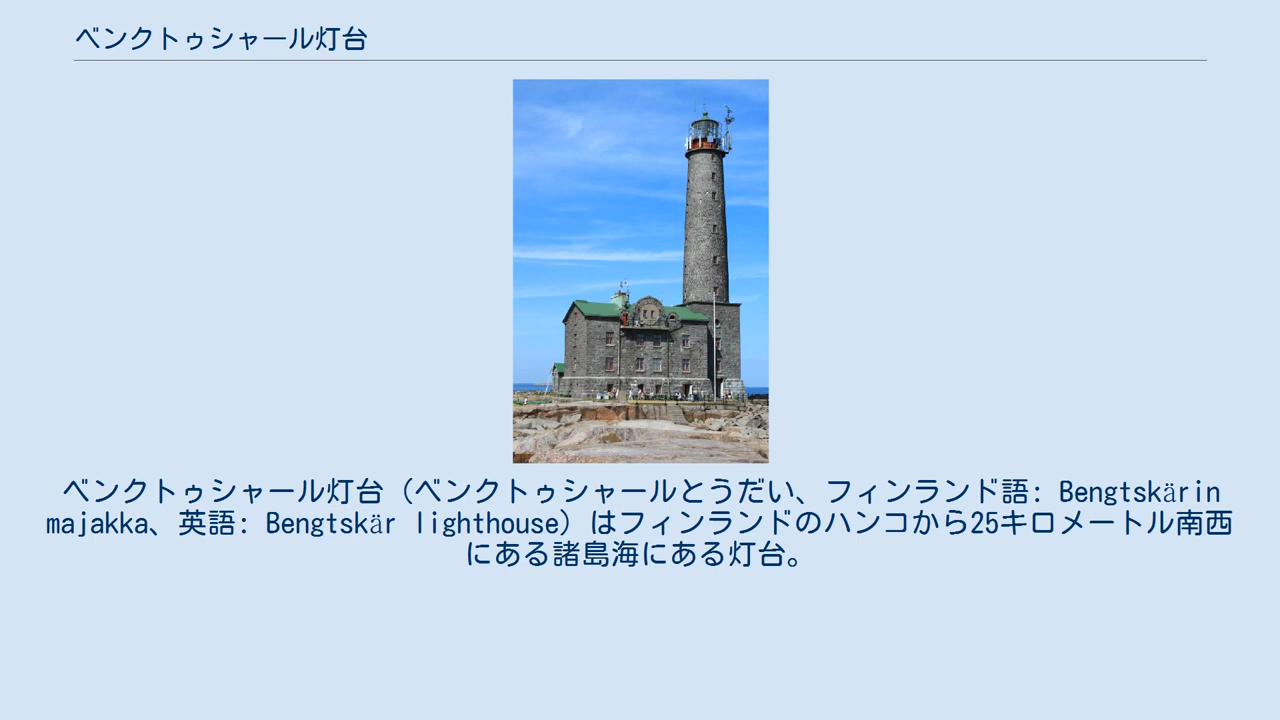 ベンクトゥシャール灯台
ベンクトゥシャール灯台（ベンクトゥシャールとうだい、フィンランド語: Bengtskärin
majakka、英語: Bengtskär lighthouse）はフィンランドのハンコから25キロメートル南西
にある諸島海にある灯台。